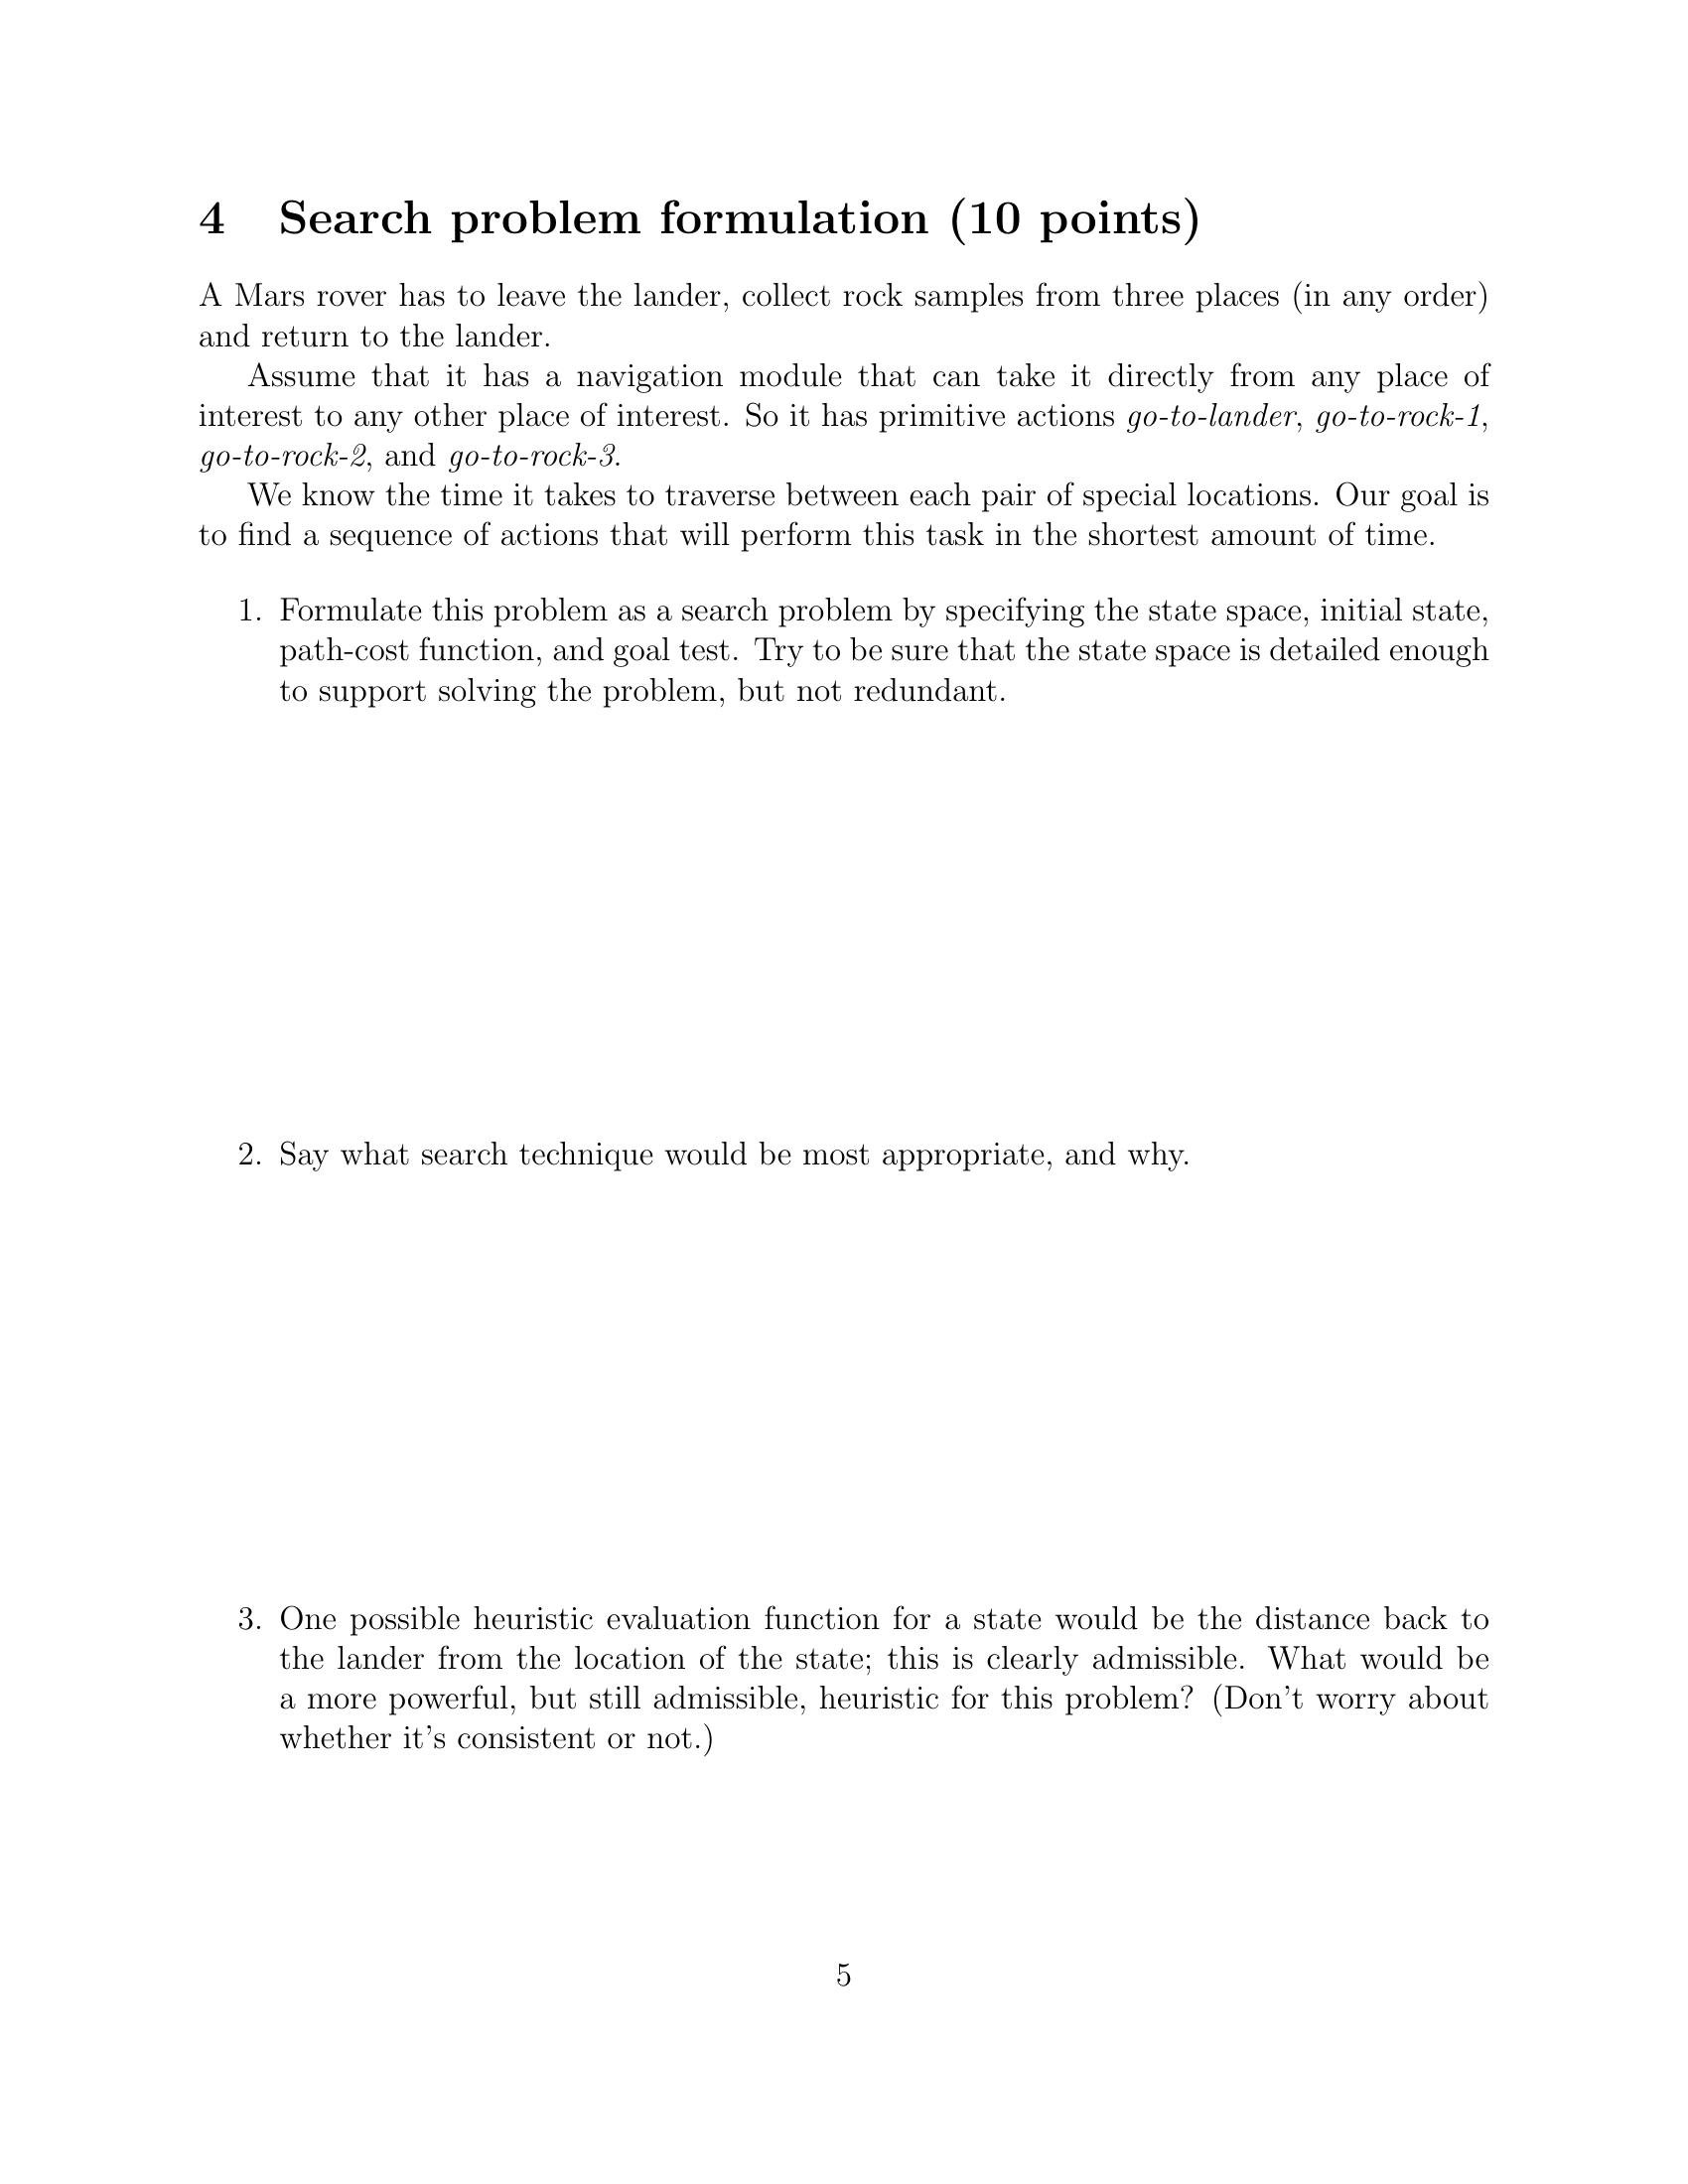 4 Search problem formulation (10 points)
A Mars rover has to leave the lander, collect rock samples from three places (in any order)
and return to the lander.
Assume that it has a navigation module that can take it directly from any place of
interest to any other place of interest. So it has primitive actions go-to-lander, go-to-rock-1,
go-to-rock-2, and go-to-rock-3.
We know the time it takes to traverse between each pair of special locations. Our goal is
to find a sequence of actions that will perform this task in the shortest amount of time.
1. Formulate this problem as a search problem by specifying the state space, initial state,
path-cost function, and goal test. Try to be sure that the state space is detailed enough
to support solving the problem, but not redundant.
2. Say what search technique would be most appropriate, and why.
3. One possible heuristic evaluation function for a state would be the distance back to
the lander from the location of the state; this is clearly admissible. What would be
a more powerful, but still admissible, heuristic for this problem? (Don't worry about
whether it's consistent or not.)
5